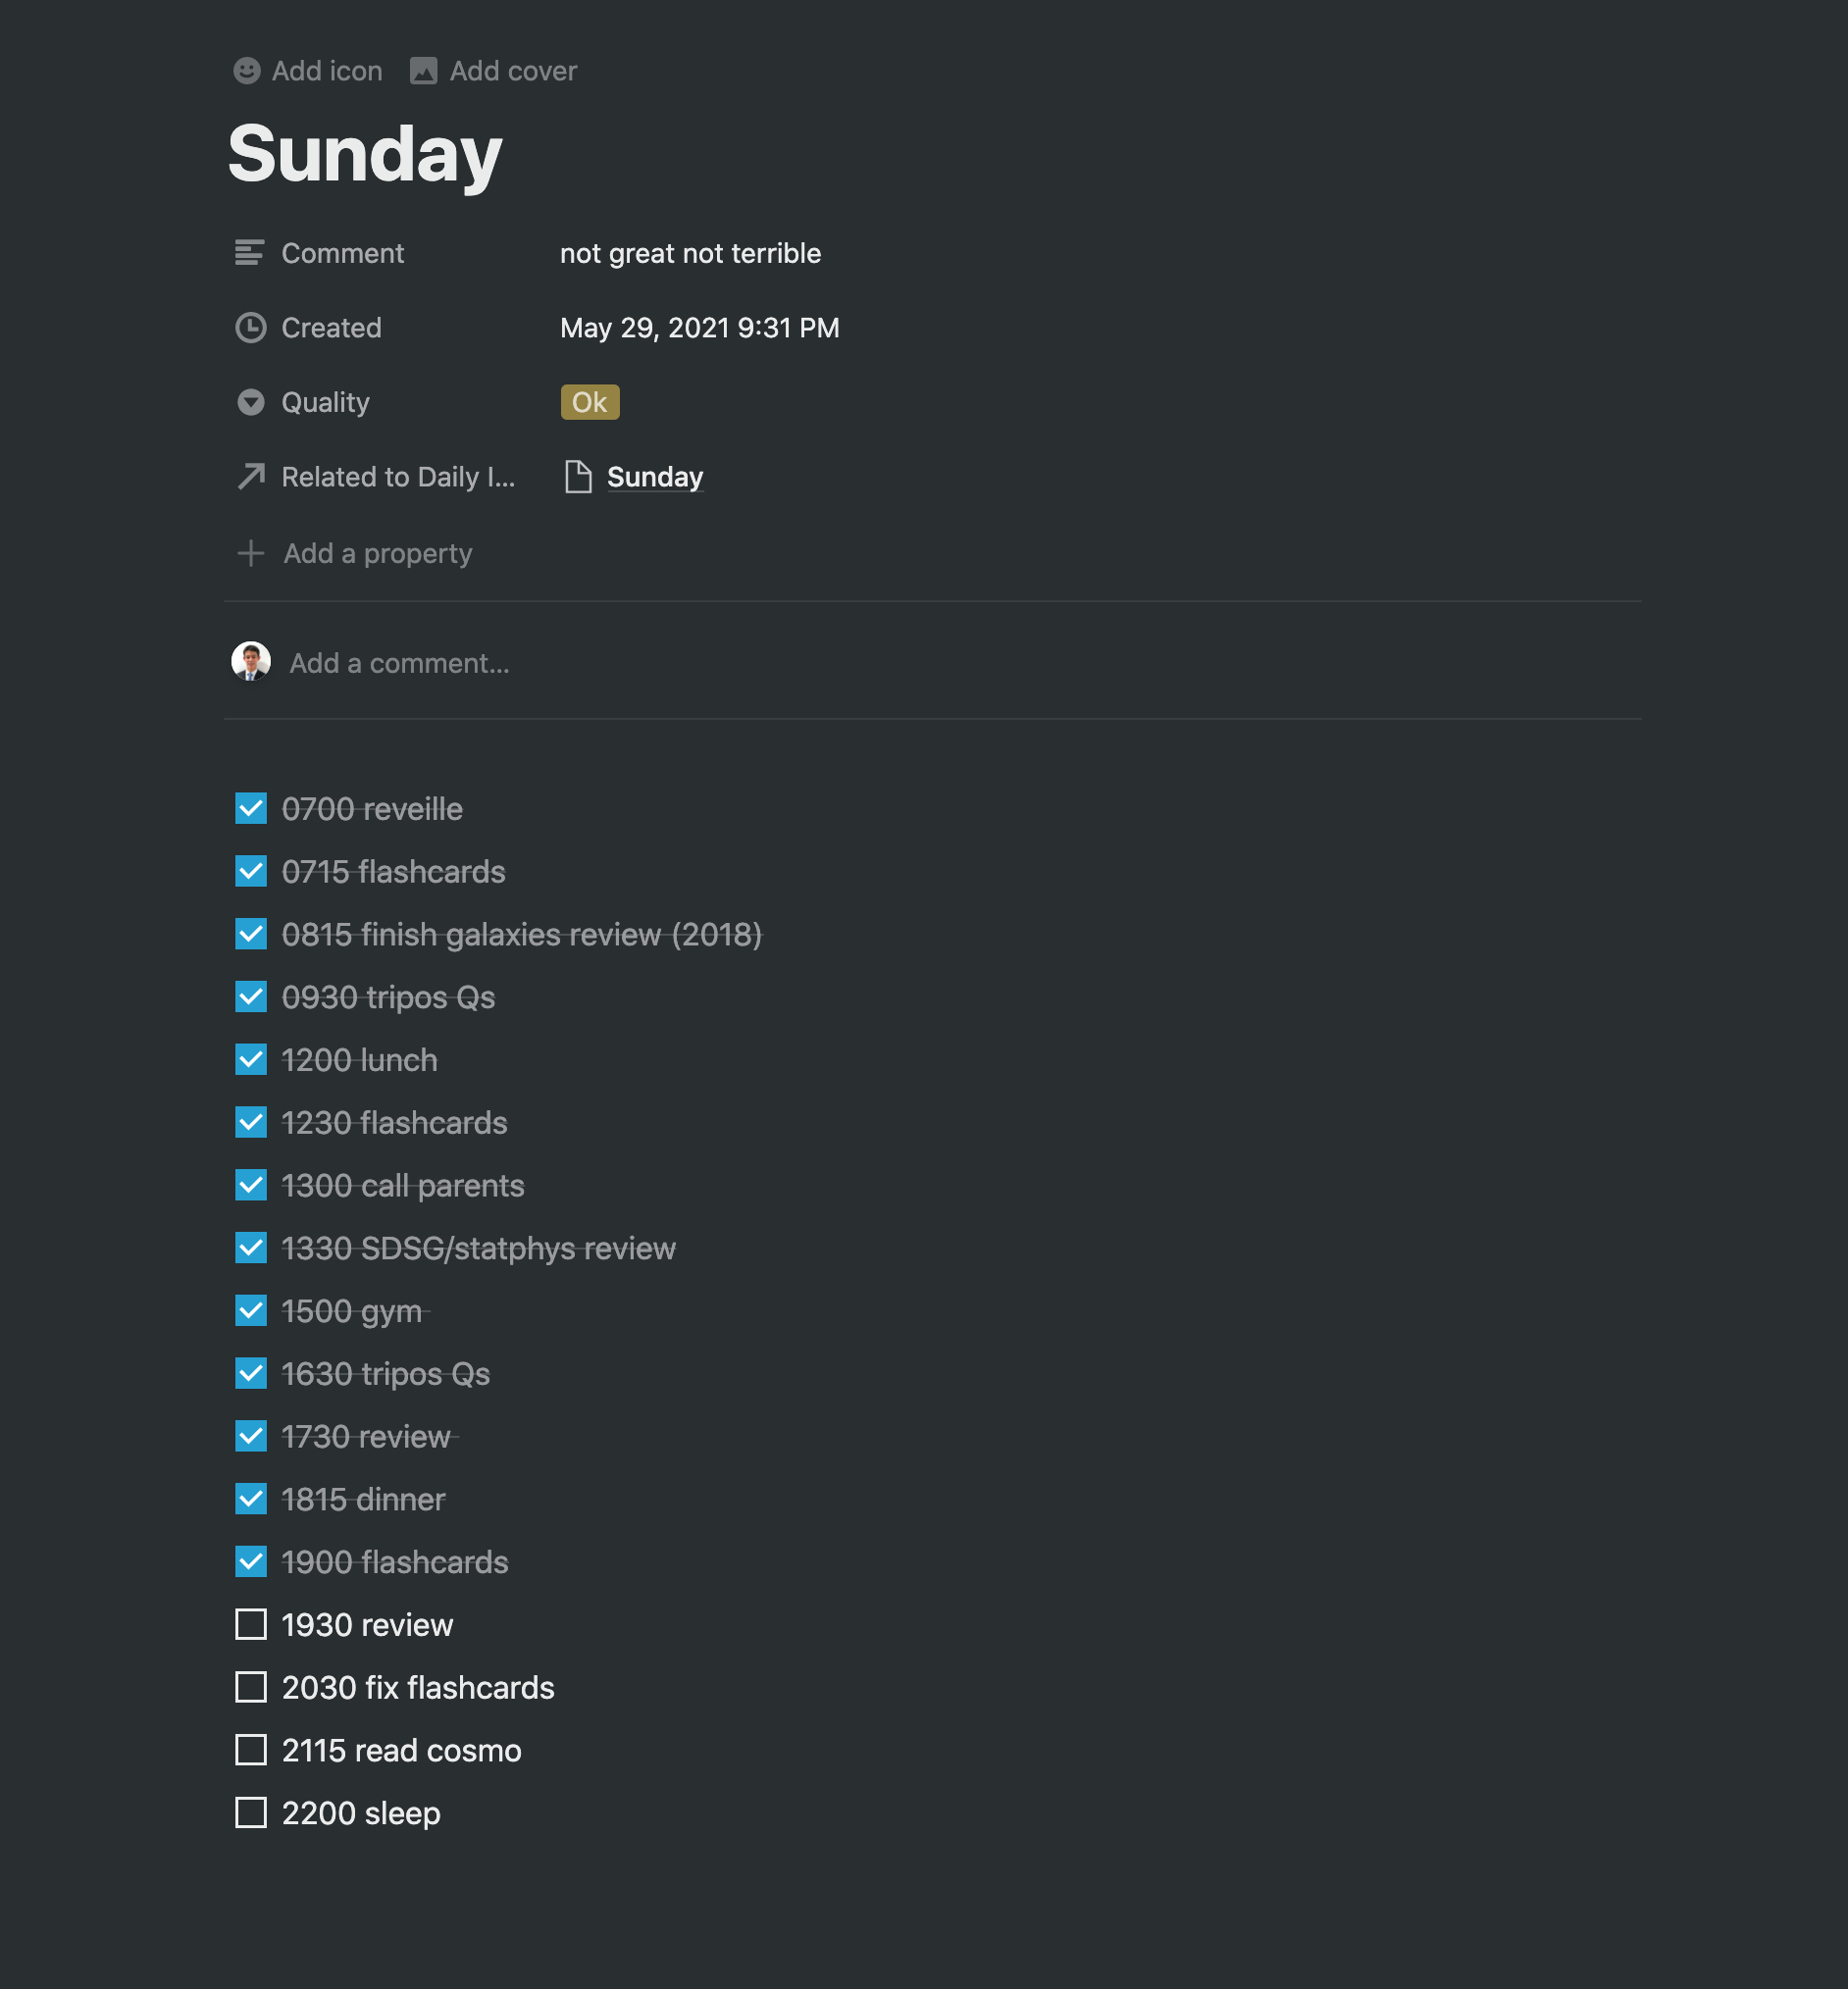 Add icon Add cover
Sunday
Comment not great not terrible
Created May 29, 2021 9:31 PM
Quality Ok
Related to Daily I... Sunday
Add a property
Add a comment...
0700 reveille
0715 flashcards
0815 finish galaxies review (2018)
0930 tripos Qs
1200 lunch
1230 flashcards
1300 call parents
1330 SDSG/statphys review
1500 gym
1630 tripos Qs
1730 review
1815 dinner
1900 flashcards
1930 review
2030 fix flashcards
2115 read cosmo
2200 sleep